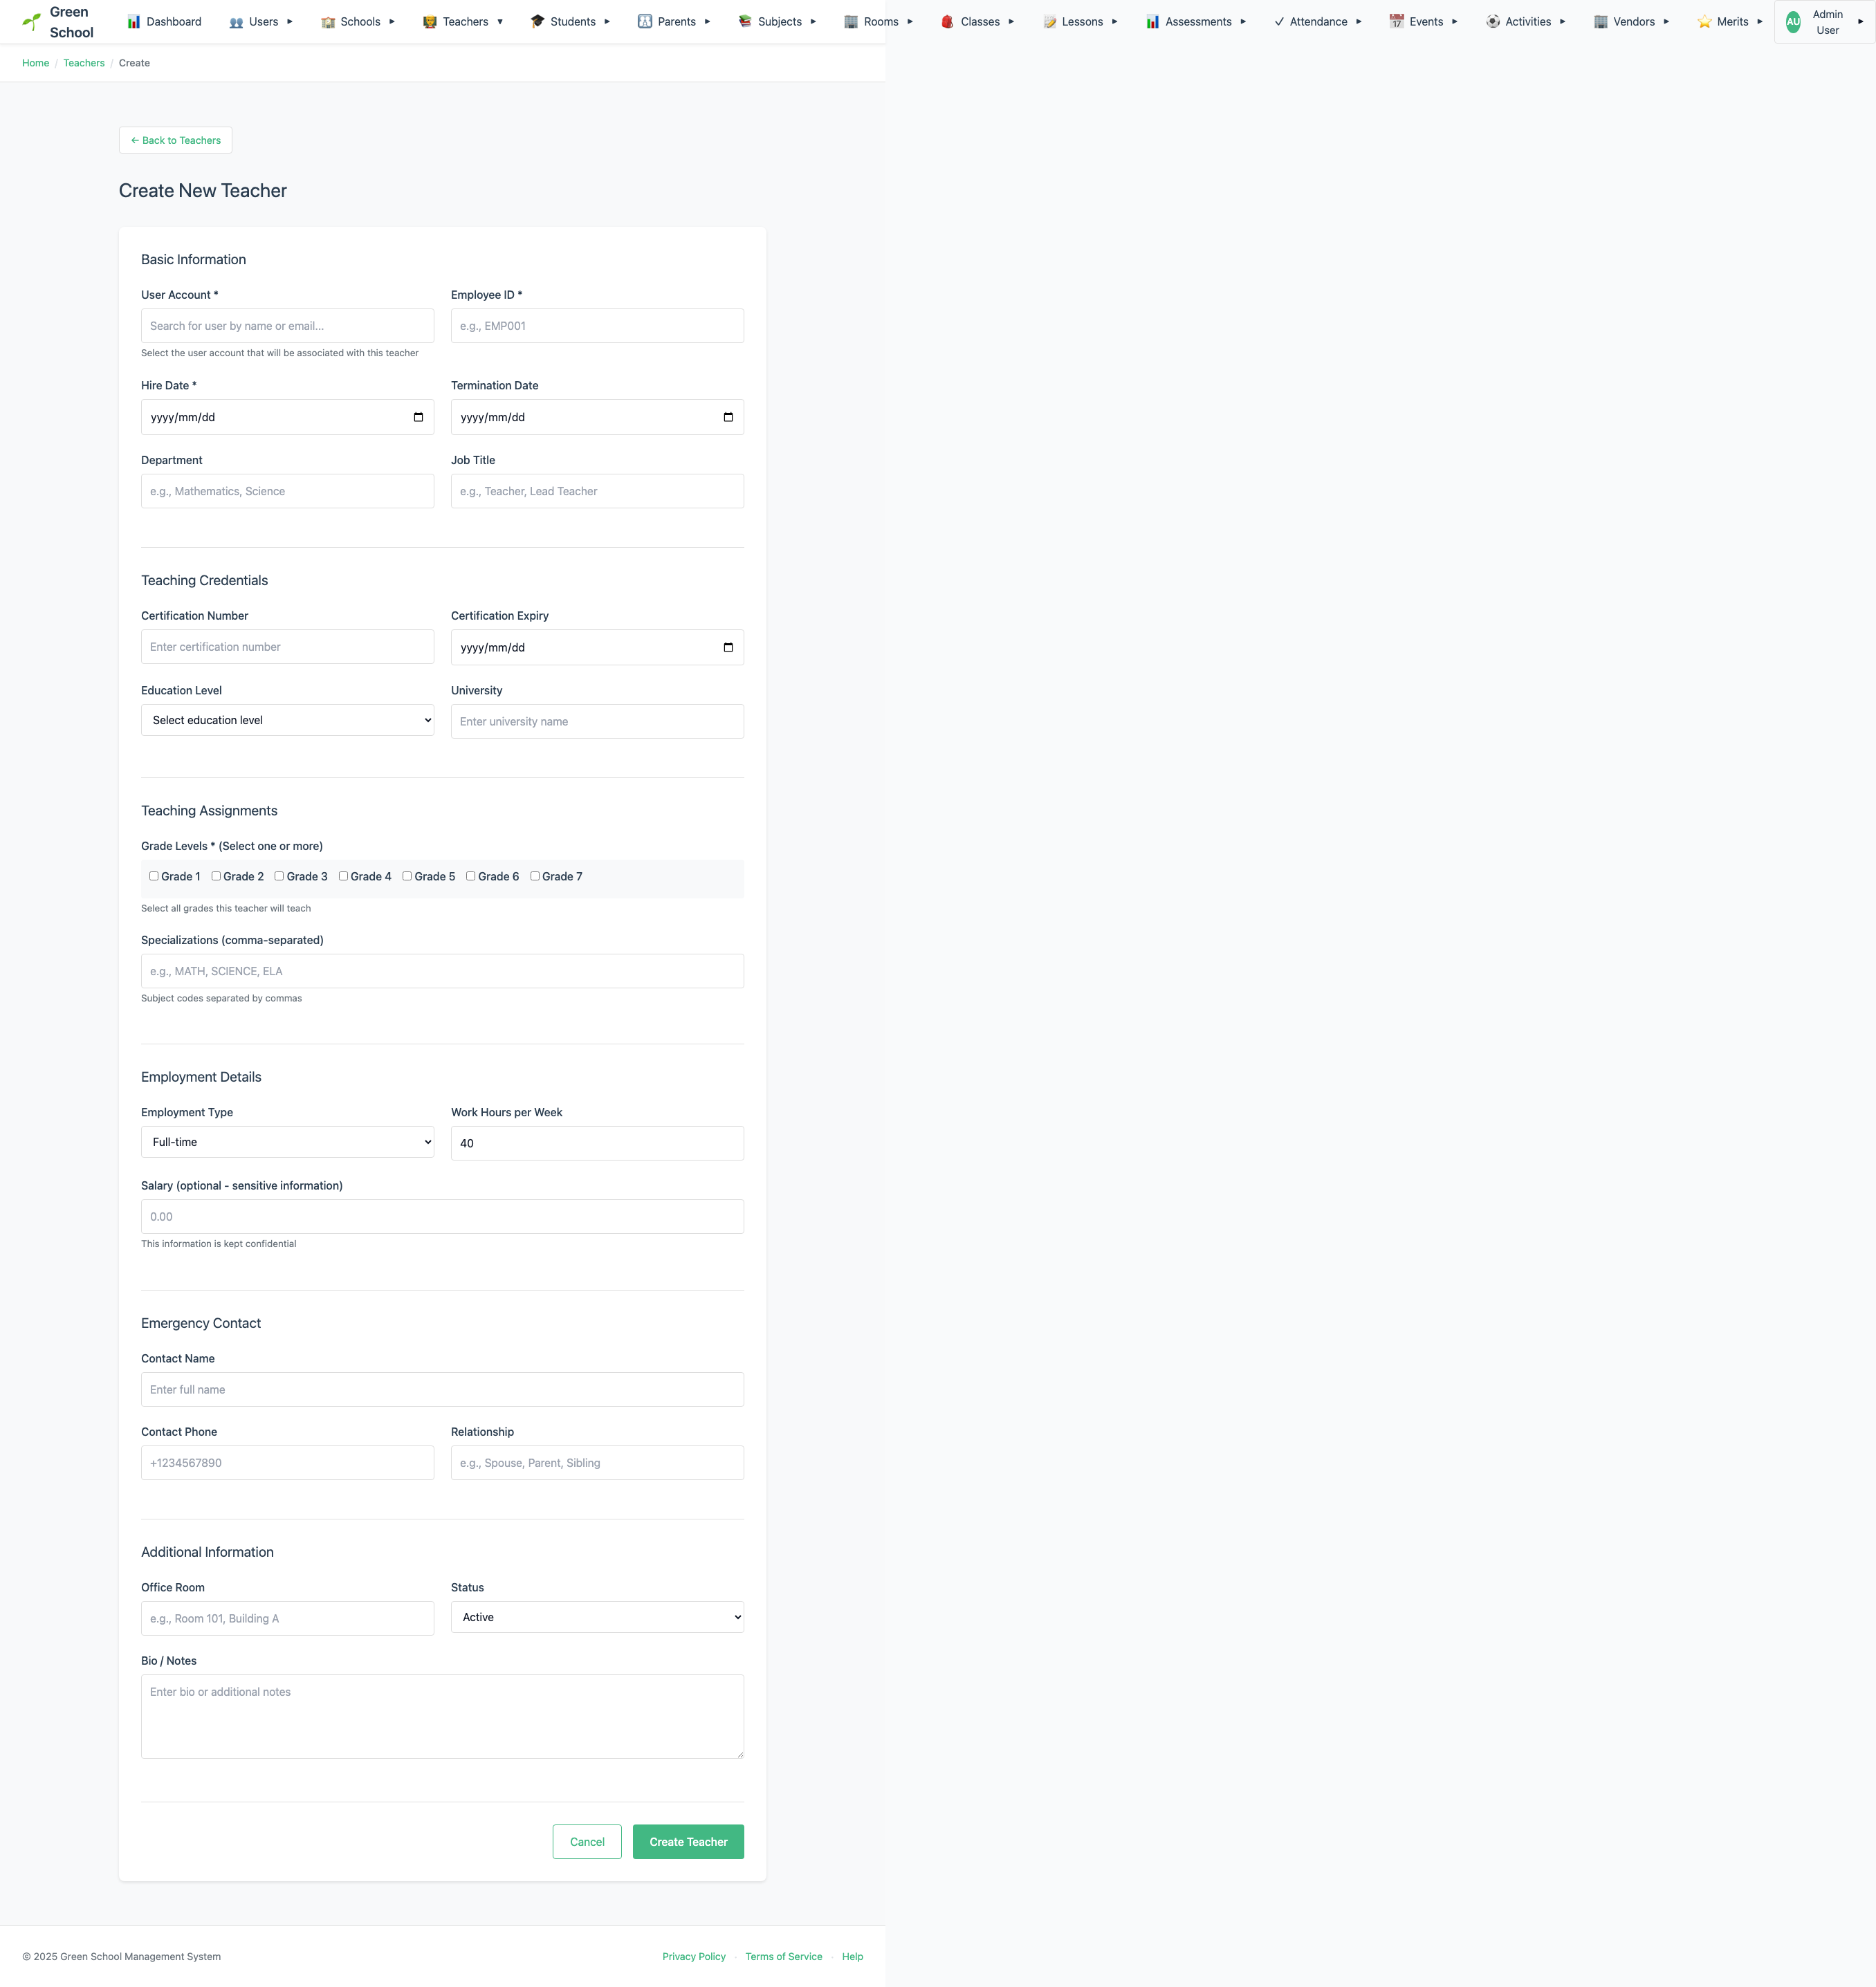 Green School
Dashboard Users Schools Teachers Students Parents Subjects Rooms Classes Lessons Assessments Attendance Events Activities Vendors Merits AU Admin User
Home / Teachers / Create
← Back to Teachers
Create New Teacher
Basic Information
User Account * Employee ID *
Search for user by name or email... e.g., EMP001
Select the user account that will be associated with this teacher
Hire Date * Termination Date
yyyy/mm/dd yyyy/mm/dd
Department Job Title
e.g., Mathematics, Science e.g., Teacher, Lead Teacher
Teaching Credentials
Certification Number Certification Expiry
Enter certification number yyyy/mm/dd
Education Level University
Select education level Enter university name
Teaching Assignments
Grade Levels * (Select one or more)
Grade 1 Grade 2 Grade 3 Grade 4 Grade 5 Grade 6 Grade 7
Select all grades this teacher will teach
Specializations (comma-separated)
e.g., MATH, SCIENCE, ELA
Subject codes separated by commas
Employment Details
Employment Type Work Hours per Week
Full-time 40
Salary (optional - sensitive information)
0.00
This information is kept confidential
Emergency Contact
Contact Name
Enter full name
Contact Phone Relationship
+1234567890 e.g., Spouse, Parent, Sibling
Additional Information
Office Room Status
e.g., Room 101, Building A Active
Bio / Notes
Enter bio or additional notes
Cancel Create Teacher
© 2025 Green School Management System Privacy Policy · Terms of Service · Help